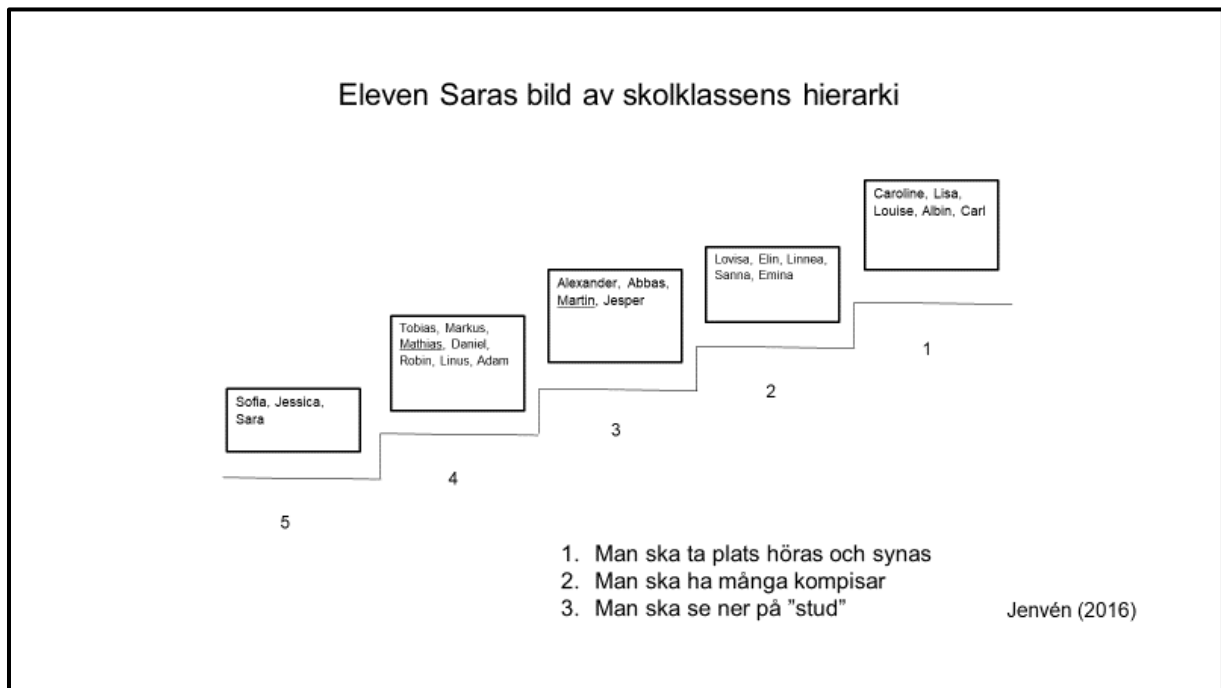 Eleven Saras bild av skolklassens hierarki
Caroline, Lisa,
Louise, Albin, Carl
1
Lovisa, Elin, Linnea,
Sanna, Emina
2
Alexander, Abbas,
Martin, Jesper
3
Tobias, Markus,
Mathias, Daniel,
Robin, Linus, Adam
4
Sofia, Jessica,
Sara
5
1. Man ska ta plats höras och synas
2. Man ska ha många kompisar
3. Man ska se ner på ”stud”
Jenvén (2016)